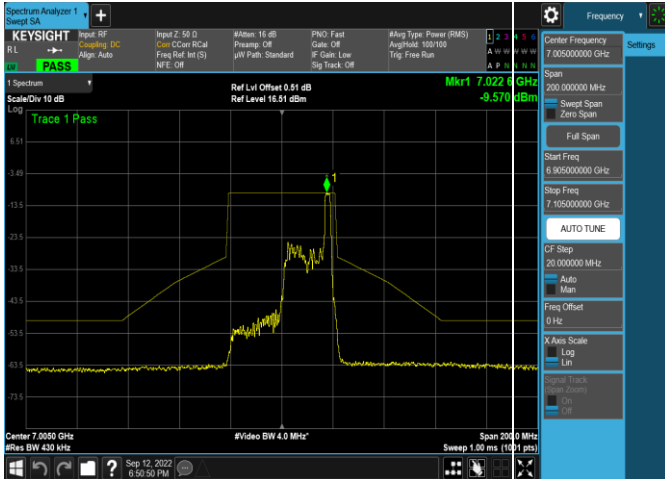 Spectrum Analyzer 1
Swept SA
+
KEYSIGHT
RL
LV
PASS
Input: RF
Coupling: DC
Align: Auto
Input Z: 50 Ω
Corr CCorr RCal
Freq Ref: Int (S)
NFE: Off
#Atten: 16 dB
Preamp: Off
µW Path: Standard
PNO: Fast
Gate: Off
IF Gain: Low
Sig Track: Off
#Avg Type: Power (RMS)
Avg|Hold: 100/100
Trig: Free Run
1 2 3 4 5 6
A W W W W W
A P N N N N
1 Spectrum
Scale/Div 10 dB
Ref Lvl Offset 0.51 dB
Ref Level 16.51 dBm
Mkr1 7.022 6 GHz
-9.570 dBm
Log
Trace 1 Pass
1
6.51
-3.49
-13.5
-23.5
-33.5
-43.5
-53.5
-63.5
-73.5
Center 7.0050 GHz
#Res BW 430 kHz
#Video BW 4.0 MHz*
Span 200.0 MHz
Sweep 1.00 ms (1001 pts)
?
Sep 12, 2022
6:50:50 PM
Frequency
Settings
Center Frequency
7.005000000 GHz
Span
200.000000 MHz
Swept Span
Zero Span
Full Span
Start Freq
6.905000000 GHz
Stop Freq
7.105000000 GHz
AUTO TUNE
CF Step
20.000000 MHz
Auto
Man
Freq Offset
0 Hz
X Axis Scale
Log
Lin
Signal Track
(Span Zoom)
On
Off